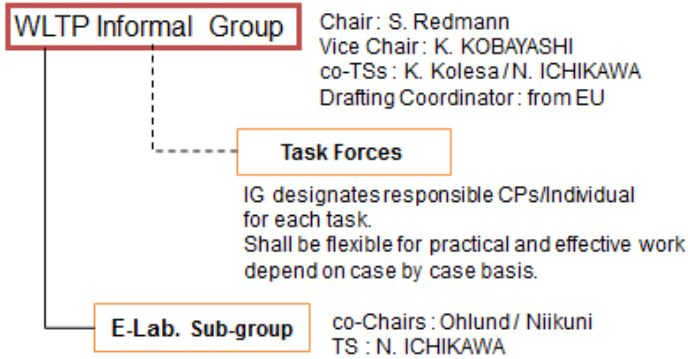 WLTP Informal Group
Chair : S. Redmann
Vice Chair : K. KOBAYASHI
co-TSs : K. Kolesa / N. ICHIKAWA
Drafting Coordinator : from EU
Task Forces
IG designates responsible CPs/Individual
for each task.
Shall be flexible for practical and effective work
depend on case by case basis.
E-Lab. Sub-group
co-Chairs : Ohlund / Niikuni
TS : N. ICHIKAWA